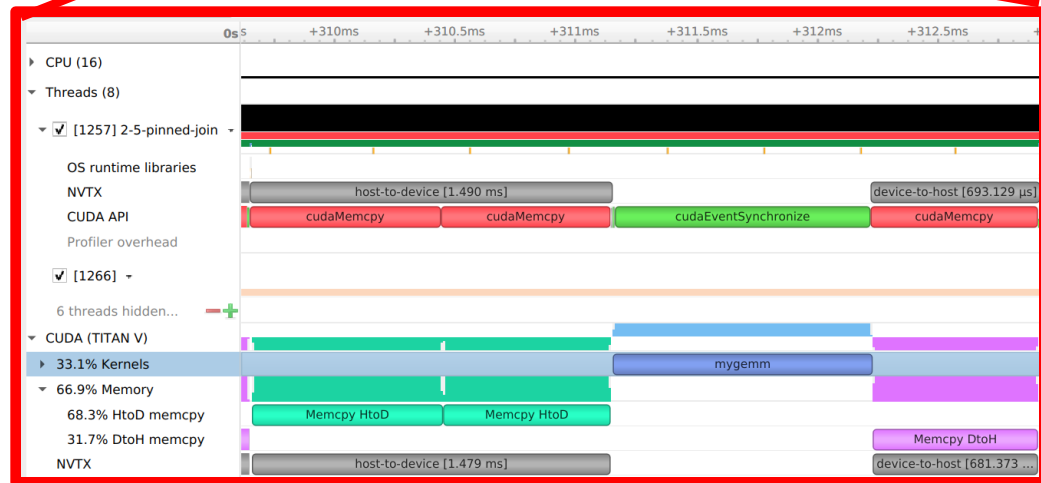 0s s +310ms +310.5ms +311ms +311.5ms +312ms +312.5ms +
CPU (16)
Threads (8)
[1257] 2-5-pinned-join
OS runtime libraries
NVTX host-to-device [1.490 ms] device-to-host [693.129 µs]
CUDA API cudaMemcpy cudaMemcpy cudaEventSynchronize cudaMemcpy
Profiler overhead
[1266]
6 threads hidden...
CUDA (TITAN V)
33.1% Kernels mygemm
66.9% Memory
68.3% HtoD memcpy Memcpy HtoD Memcpy HtoD
31.7% DtoH memcpy Memcpy DtoH
NVTX host-to-device [1.479 ms] device-to-host [681.373 ...